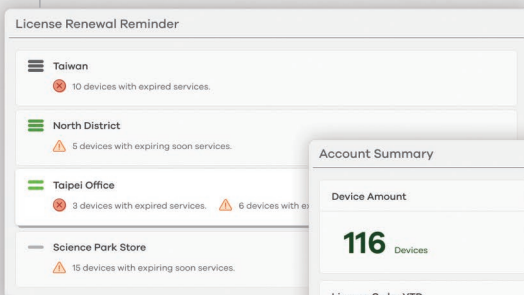 License Renewal Reminder
Taiwan
10 devices with expired services.
North District
5 devices with expiring soon services.
Taipei Office
3 devices with expired services. 6 devices with
Science Park Store
15 devices with expiring soon services.
Account Summary
Device Amount
116 Devices